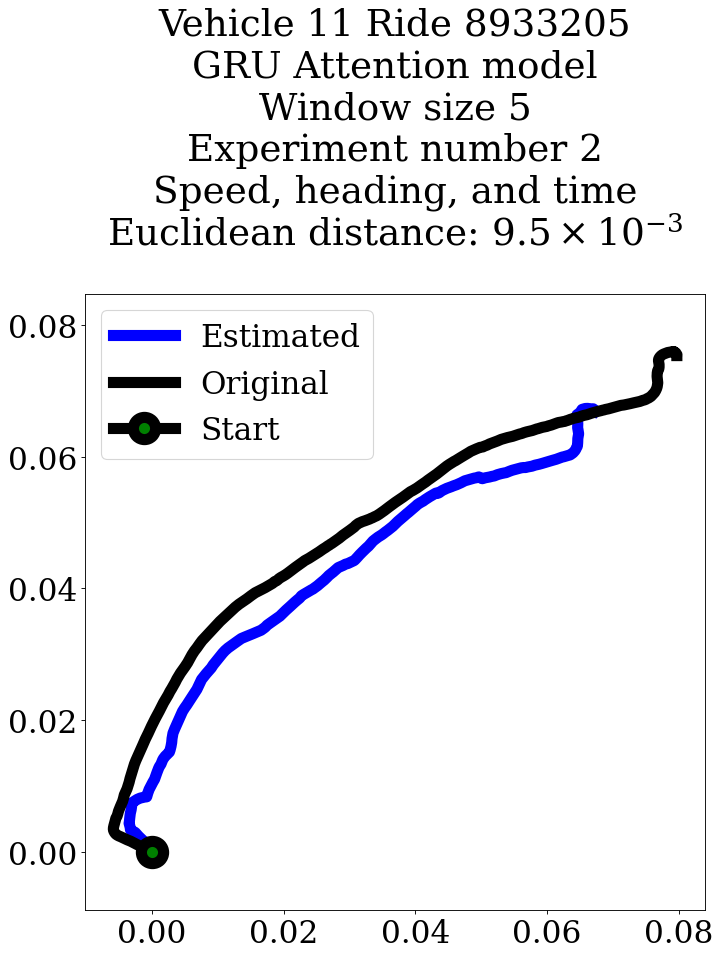 Vehicle 11 Ride 8933205
GRU Attention model
Window size 5
Experiment number 2
Speed, heading, and time
Euclidean distance: 9.5 × 10⁻³
Estimated
Original
Start
0.08
0.06
0.04
0.02
0.00
0.00 0.02 0.04 0.06 0.08